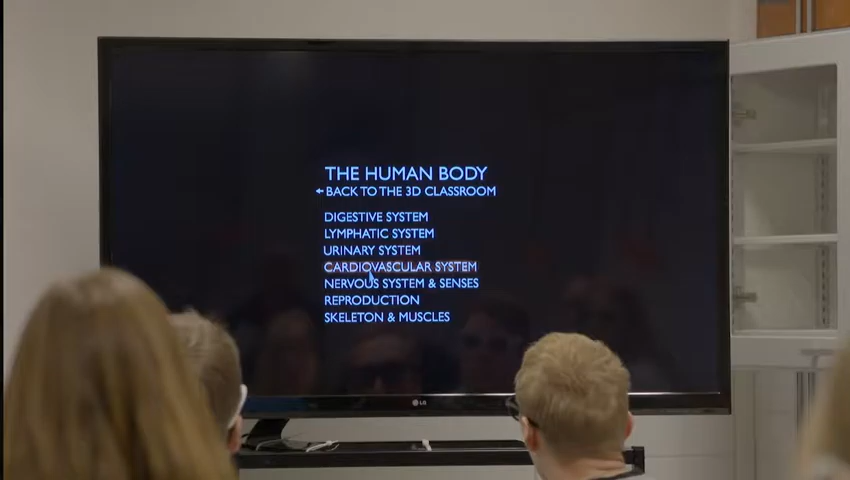 THE HUMAN BODY
←BACK TO THE 3D CLASSROOM
DIGESTIVE SYSTEM
LYMPHATIC SYSTEM
URINARY SYSTEM
CARDIOVASCULAR SYSTEM
NERVOUS SYSTEM & SENSES
REPRODUCTION
SKELETON & MUSCLES
LG